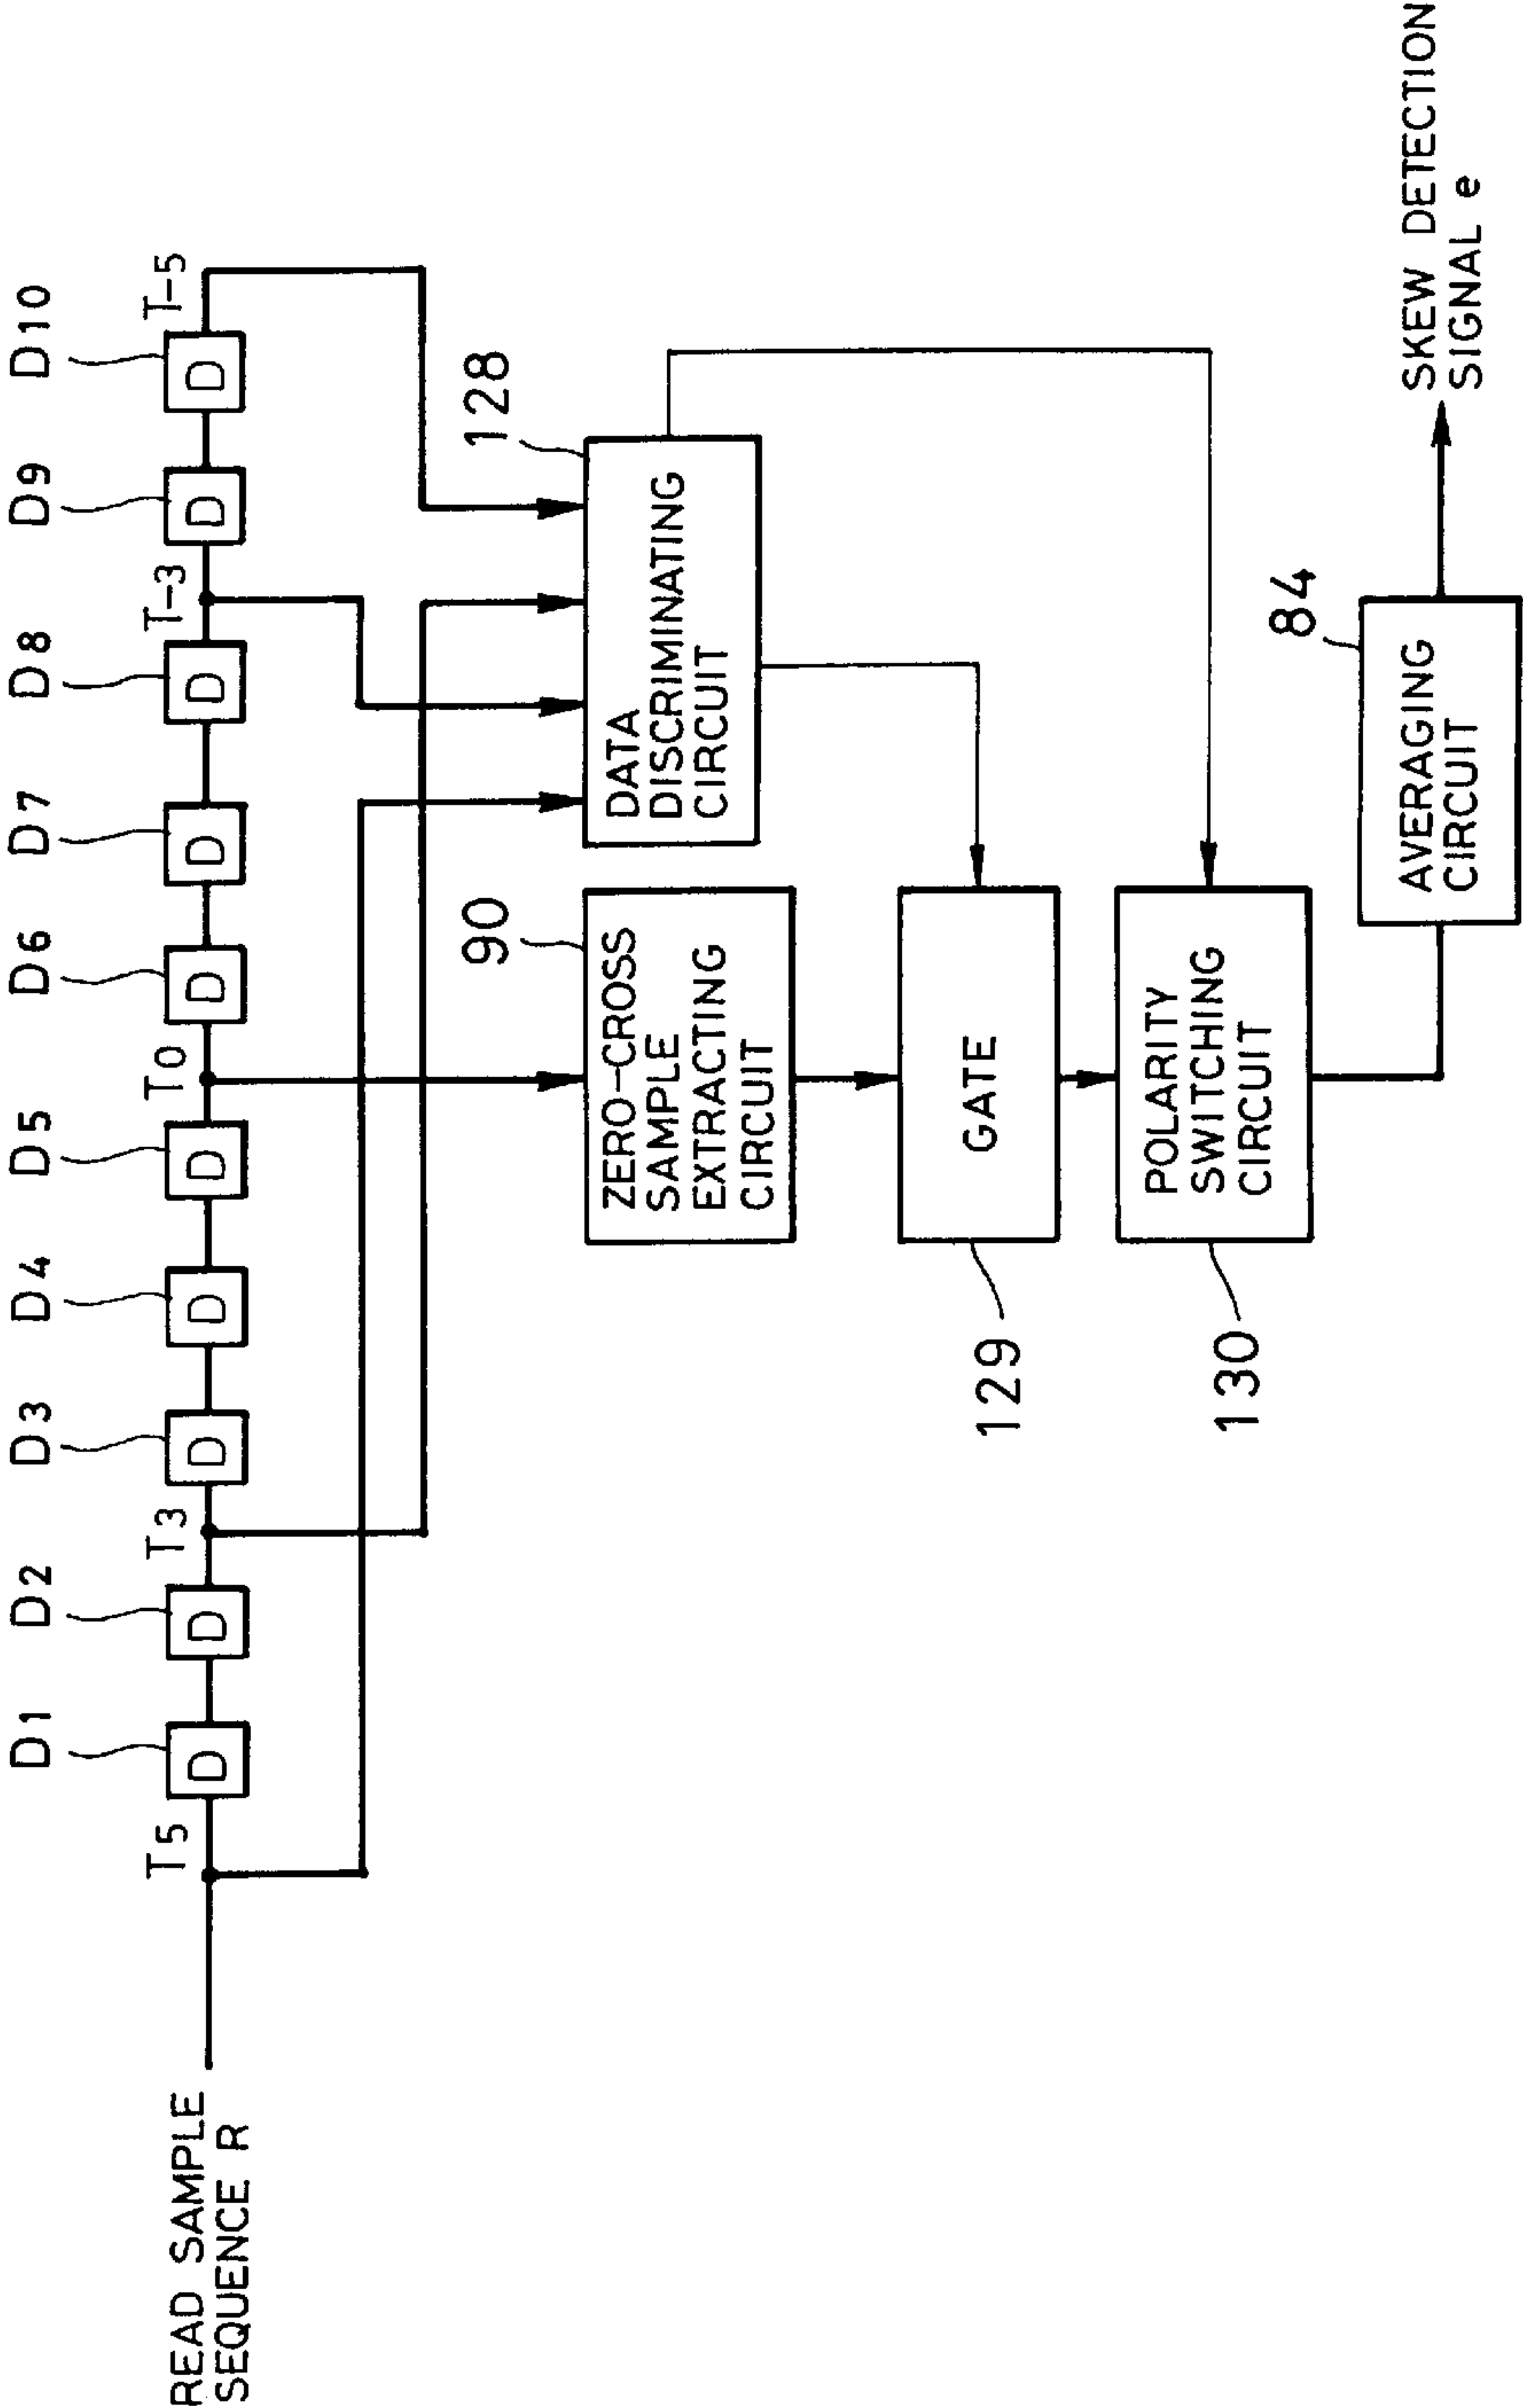 D1
D2
D3
D4
D5
D6
D7
D8
D9
D10
T5
T3
T0
T-3
T-5
D
D
D
D
D
D
D
D
D
D
READ SAMPLE
SEQUENCE R
90
128
ZERO-CROSS
SAMPLE
EXTRACTING
CIRCUIT
DATA
DISCRIMINATING
CIRCUIT
129
GATE
130
POLARITY
SWITCHING
CIRCUIT
84
AVERAGING
CIRCUIT
SKEW DETECTION
SIGNAL e